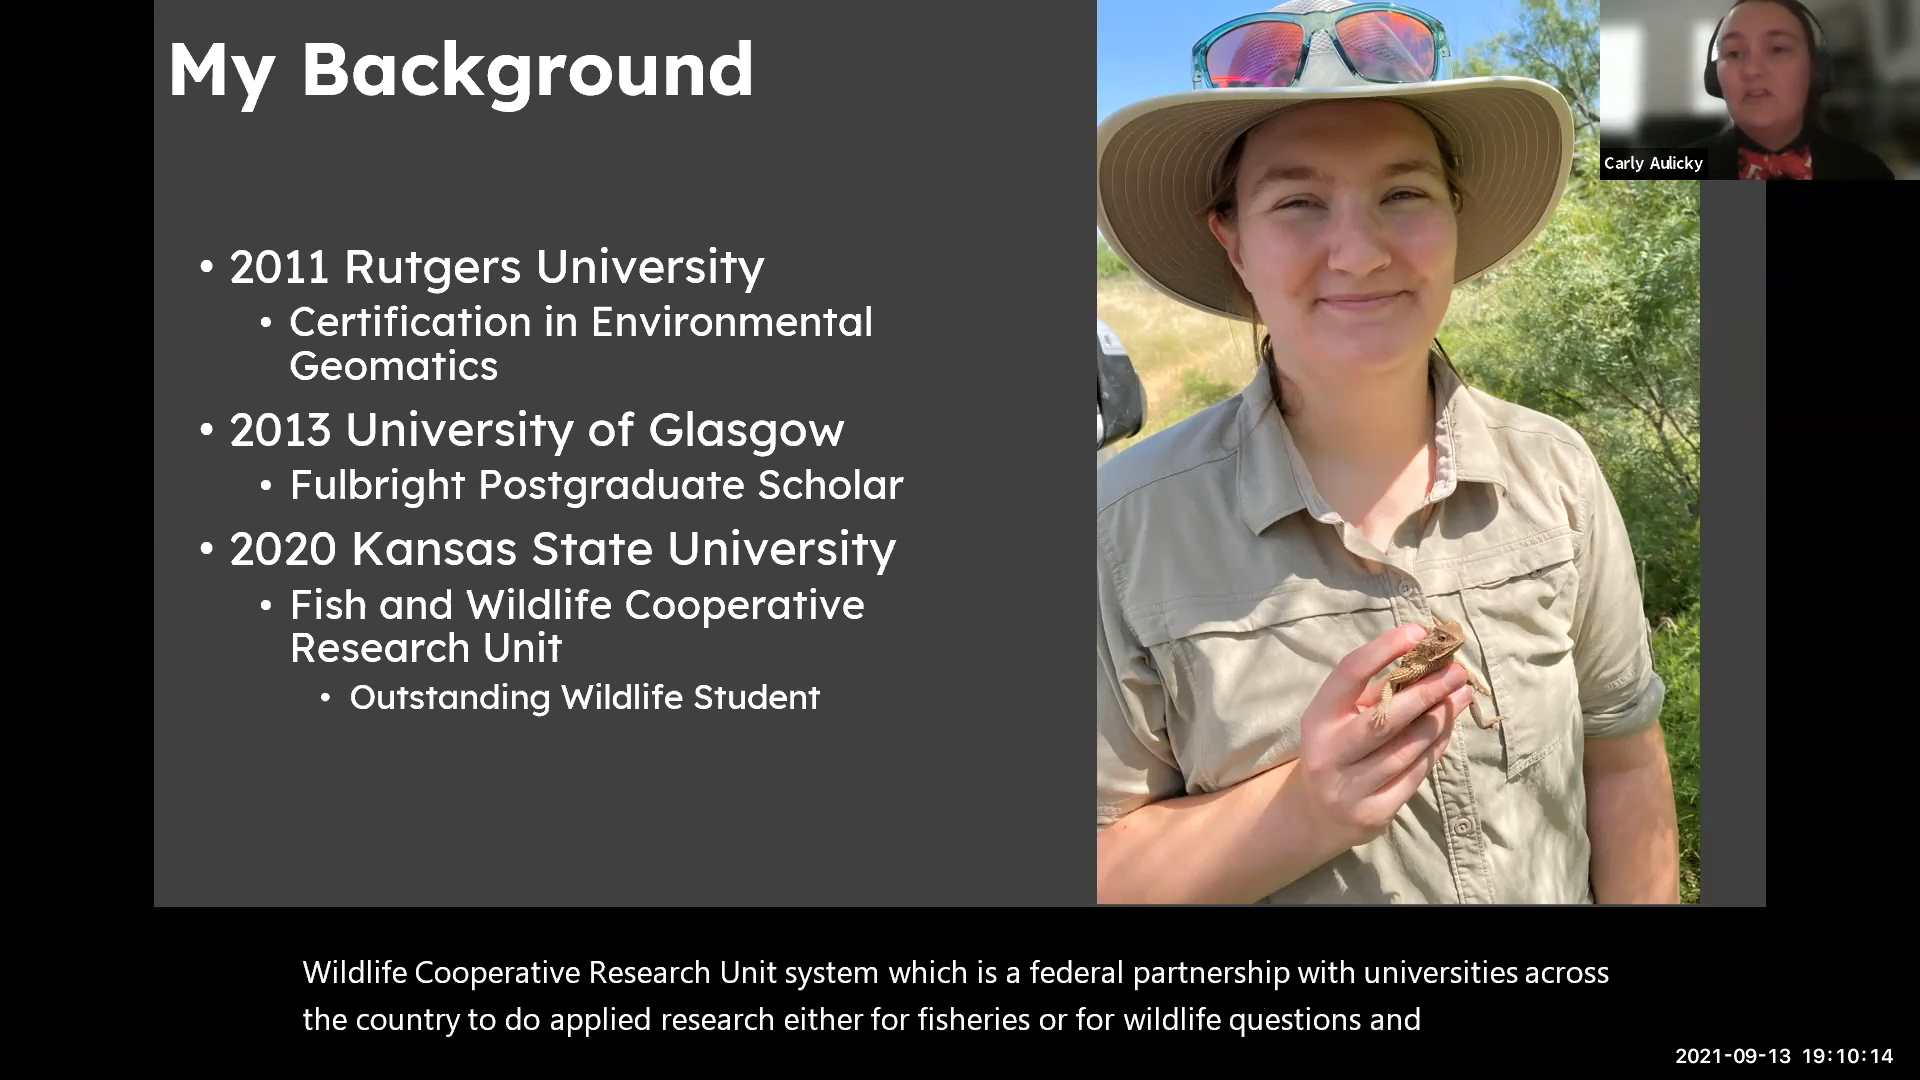 My Background
Carly Aulicky
• 2011 Rutgers University
• Certification in Environmental
Geomatics
• 2013 University of Glasgow
• Fulbright Postgraduate Scholar
• 2020 Kansas State University
• Fish and Wildlife Cooperative
Research Unit
• Outstanding Wildlife Student
Wildlife Cooperative Research Unit system which is a federal partnership with universities across
the country to do applied research either for fisheries or for wildlife questions and
2021-09-13 19:10:14